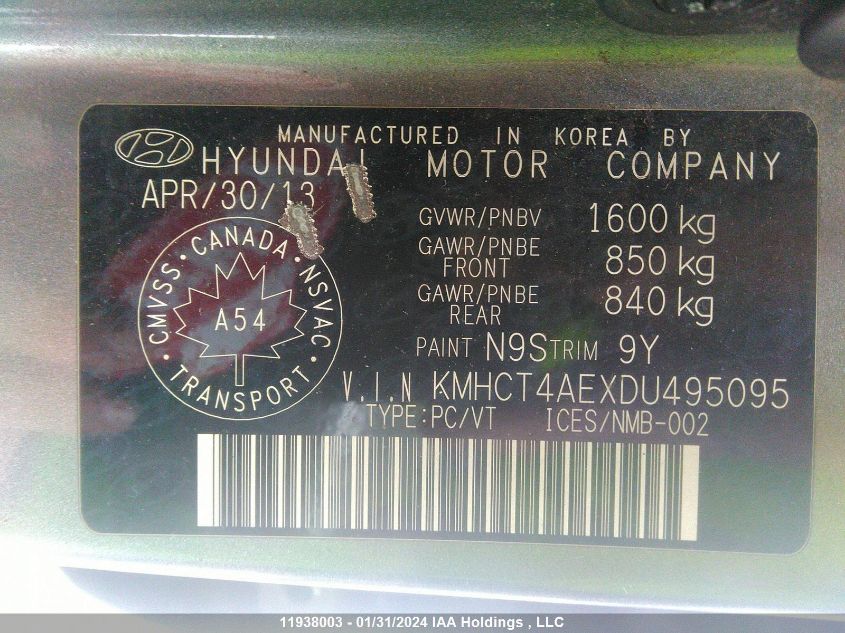 MANUFACTURED IN KOREA BY
HYUNDAI MOTOR COMPANY
APR/30/13
GVWR/PNBV 1600 kg
GAWR/PNBE FRONT 850 kg
GAWR/PNBE REAR 840 kg
CANADA · NSVAC · TRANSPORT · CMVSS ·
A54
PAINT N9S TRIM 9Y
V.I.N KMHCT4AEXDU495095
TYPE:PC/VT ICES/NMB-002
11938003 - 01/31/2024 IAA Holdings , LLC